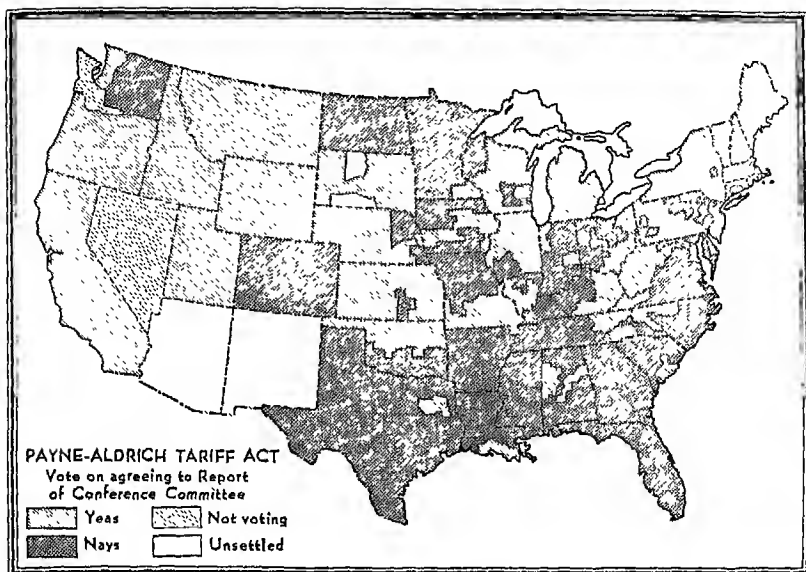 PAYNE-ALDRICH TARIFF ACT
Vote on agreeing to Report
of Conference Committee
Yeas
Not voting
Nays
Unsettled